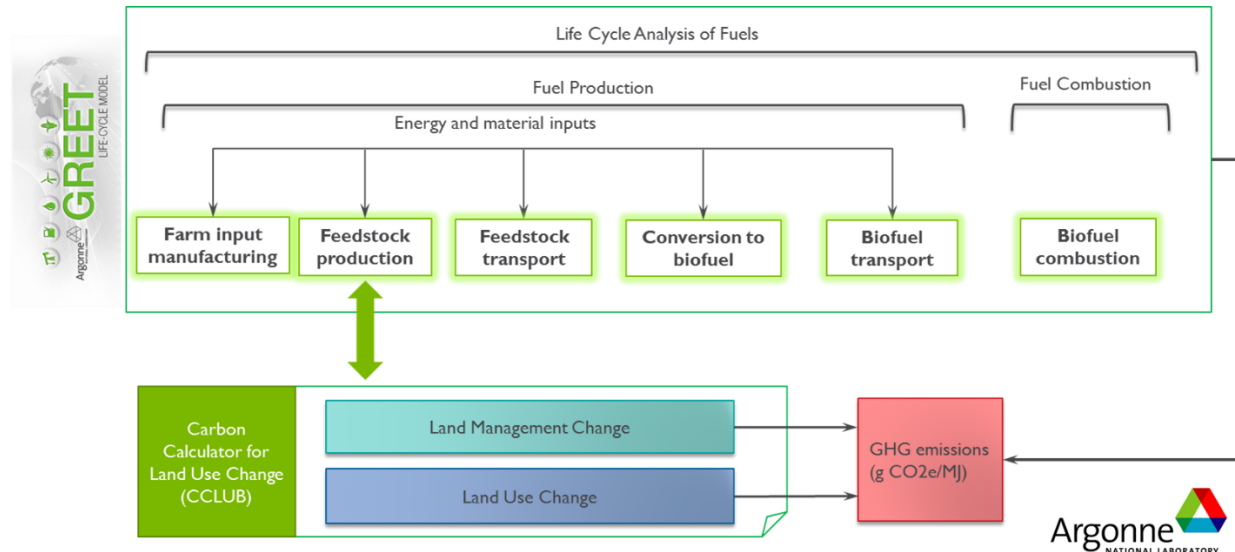 Life Cycle Analysis of Fuels
Fuel Production
Fuel Combustion
Energy and material inputs
Argonne
GREET
LIFE-CYCLE MODEL
Farm input
manufacturing
Feedstock
production
Feedstock
transport
Conversion to
biofuel
Biofuel
transport
Biofuel
combustion
Carbon
Calculator for
Land Use Change
(CCLUB)
Land Management Change
Land Use Change
GHG emissions
(g CO2e/MJ)
Argonne
NATIONAL LABORATORY